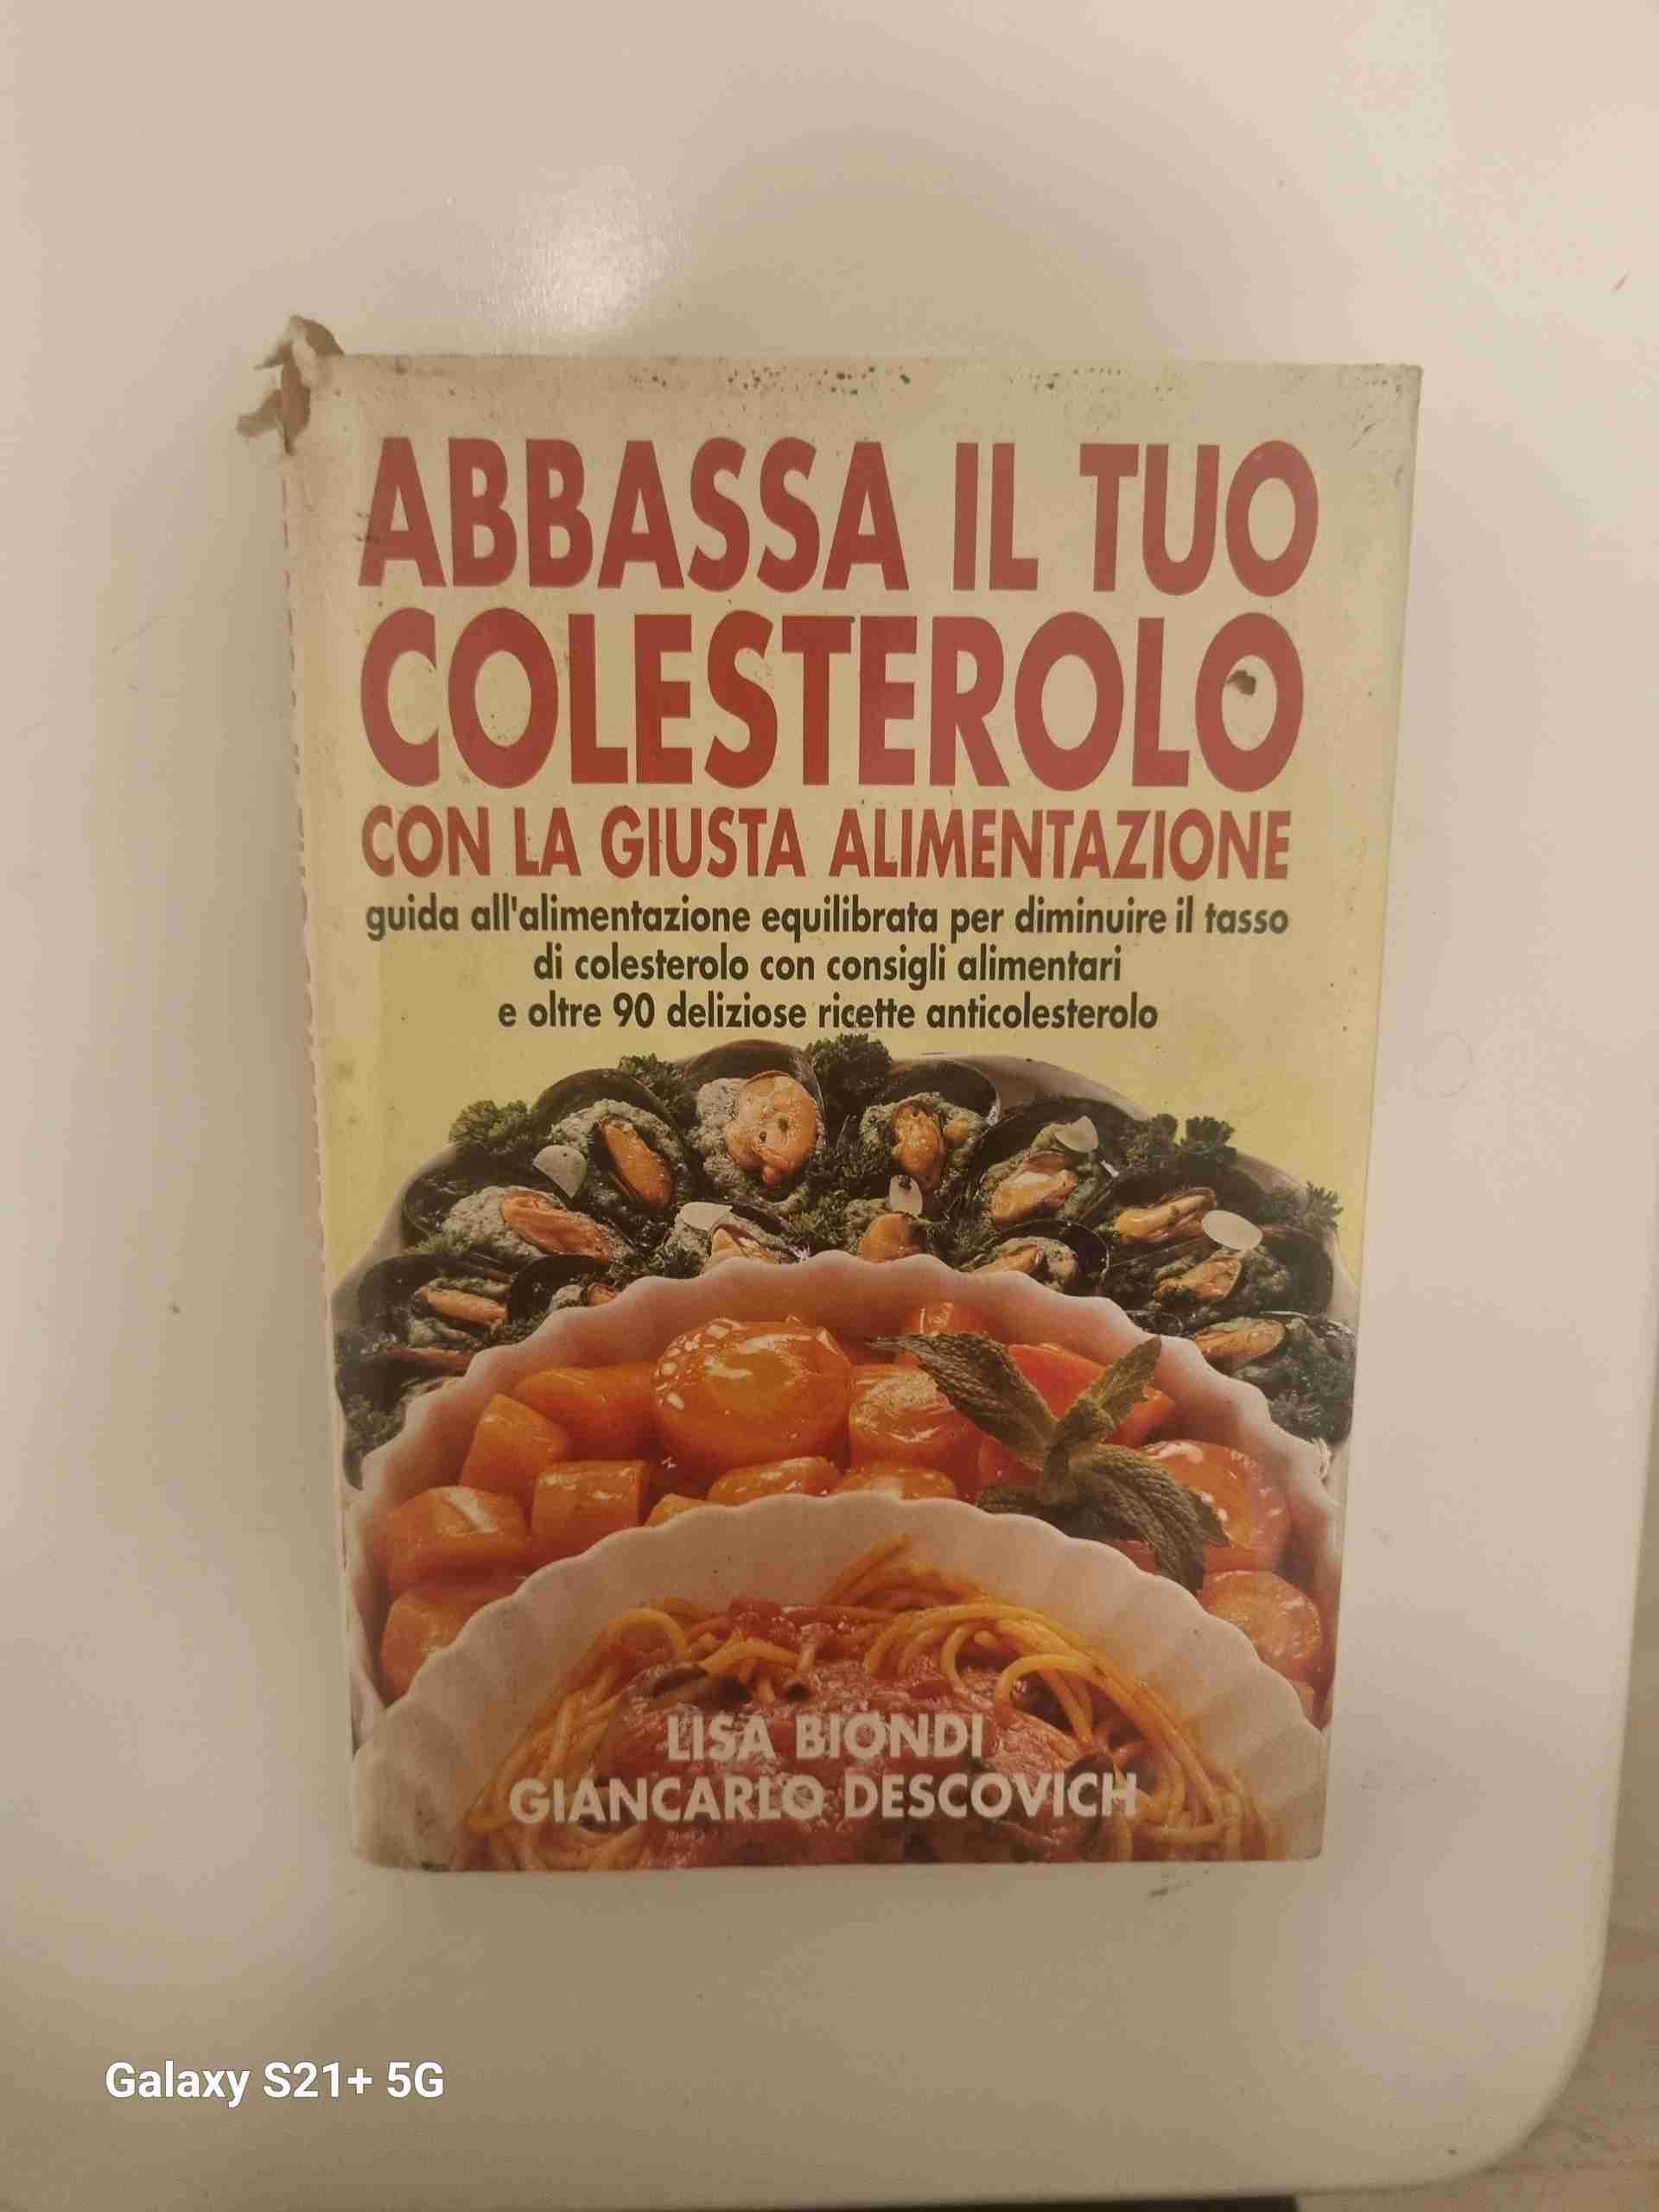 ABBASSA IL TUO
COLESTEROLO
CON LA GIUSTA ALIMENTAZIONE
guida all'alimentazione equilibrata per diminuire il tasso
di colesterolo con consigli alimentari
e oltre 90 deliziose ricette anticolesterolo
LISA BIONDI
GIANCARLO DESCOVICH
Galaxy S21+ 5G